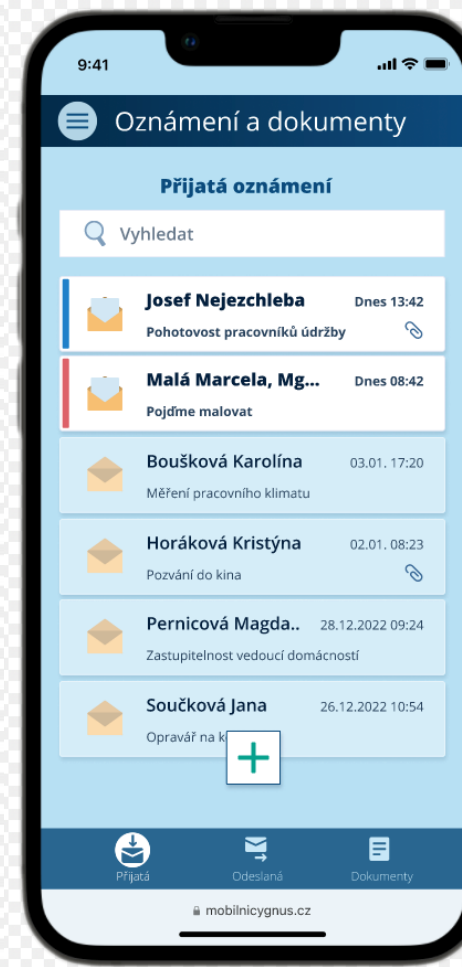 9:41
Oznámení a dokumenty
Přijatá oznámení
Vyhledat
Josef Nejezchleba Dnes 13:42
Pohotovost pracovníků údržby
Malá Marcela, Mg... Dnes 08:42
Pojďme malovat
Boušková Karolína 03.01. 17:20
Měření pracovního klimatu
Horáková Kristýna 02.01. 08:23
Pozvání do kina
Pernicová Magda.. 28.12.2022 09:24
Zastupitelnost vedoucí domácností
Součková Jana 26.12.2022 10:54
Opravář na
Přijatá Odeslaná Dokumenty
mobilnicygnus.cz